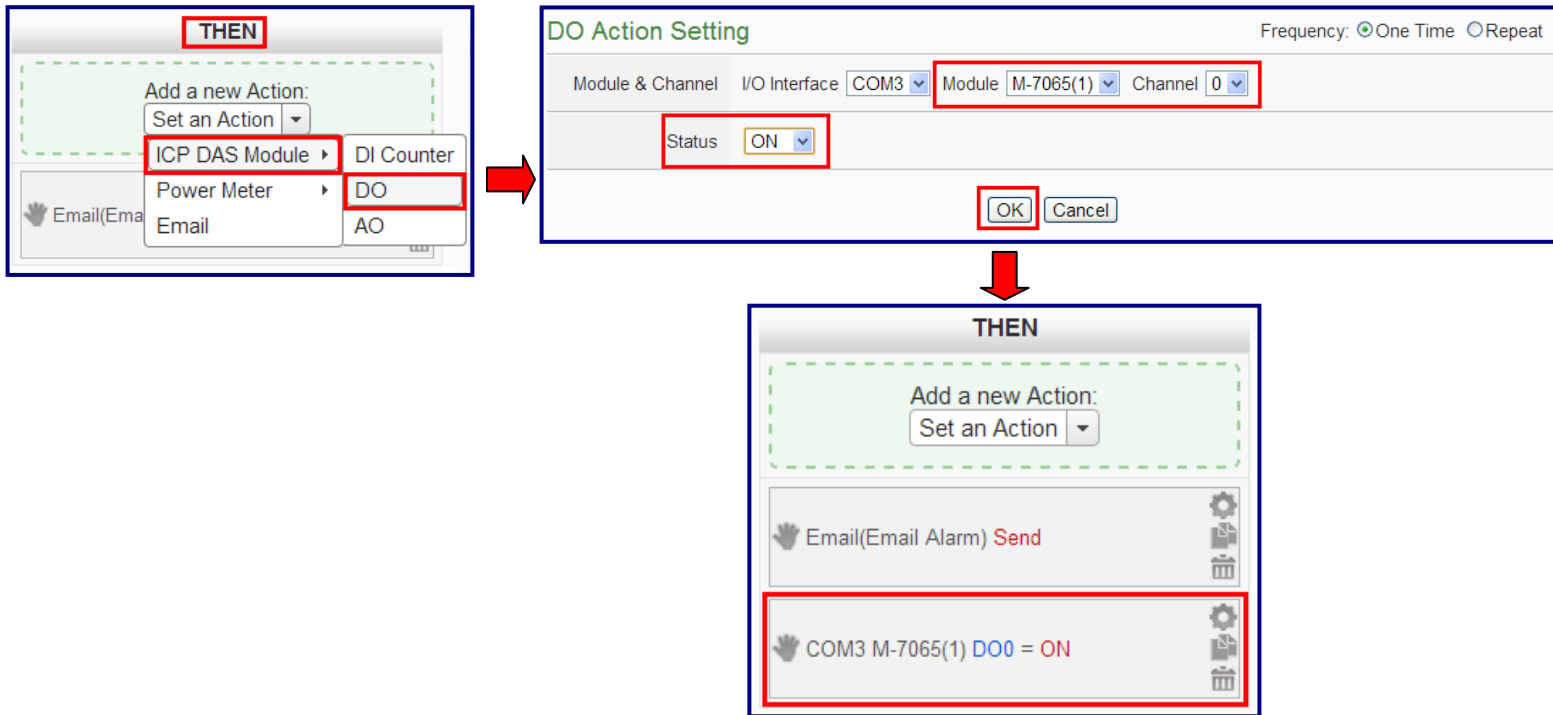 THEN
Add a new Action:
Set an Action
ICP DAS Module
DI Counter
Power Meter
DO
Email(Ema
Email
AO
DO Action Setting
Frequency: One Time Repeat
Module & Channel I/O Interface COM3 Module M-7065(1) Channel 0
Status ON
OK Cancel
THEN
Add a new Action:
Set an Action
Email(Email Alarm) Send
COM3 M-7065(1) DO0 = ON